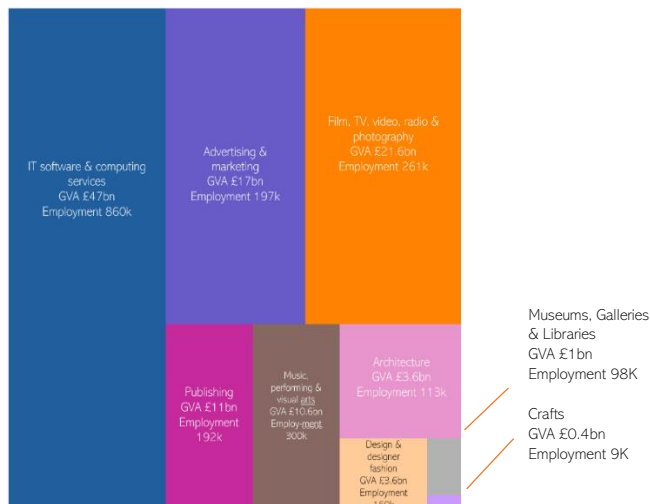 IT software & computing
services
GVA £47bn
Employment 860k
Advertising &
marketing
GVA £17bn
Employment 197k
Film, TV, video, radio &
photography
GVA £21.6bn
Employment 261k
Publishing
GVA £11bn
Employment
192k
Music,
performing &
visual arts
GVA £10.6bn
Employ-ment
300k
Architecture
GVA £3.6bn
Employment 113k
Design &
designer
fashion
GVA £3.6bn
Employment
Museums, Galleries
& Libraries
GVA £1bn
Employment 98K
Crafts
GVA £0.4bn
Employment 9K